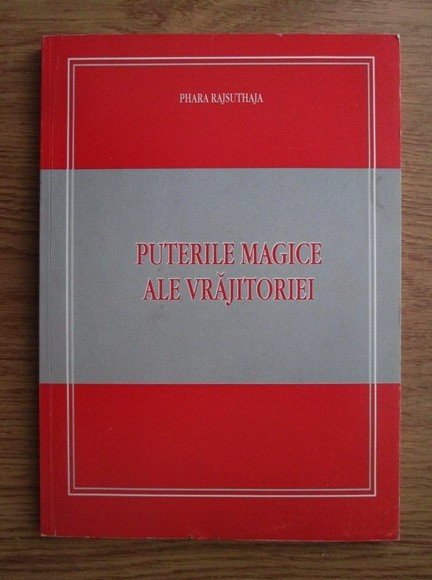 PHARA RAJSUTHAJA
PUTERILE MAGICE
ALE VRĂJITORIEI